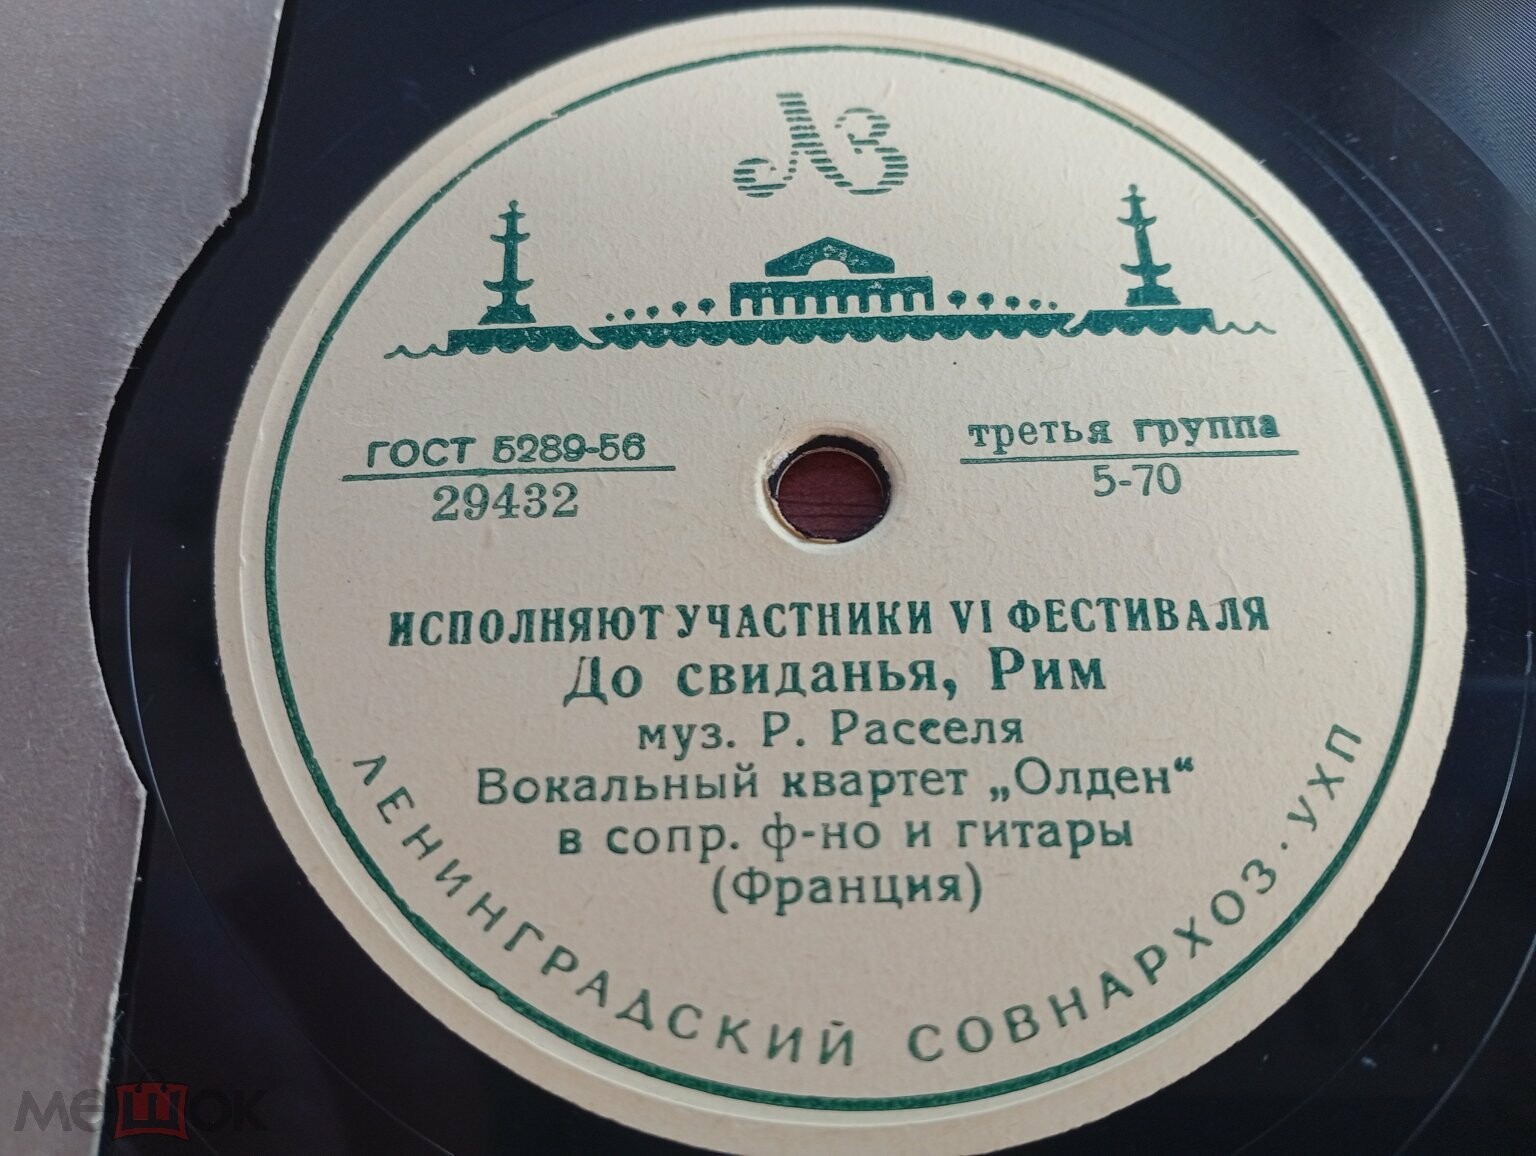 ЛЗ
ГОСТ 5289-56
29432
третья группа
5-70
ИСПОЛНЯЮТ УЧАСТНИКИ VI ФЕСТИВАЛЯ
До свиданья, Рим
муз. Р. Расселя
Вокальный квартет „Олден“
в сопр. ф-но и гитары
(Франция)
ЛЕНИНГРАДСКИЙ СОВНАРХОЗ · УХП
мешок